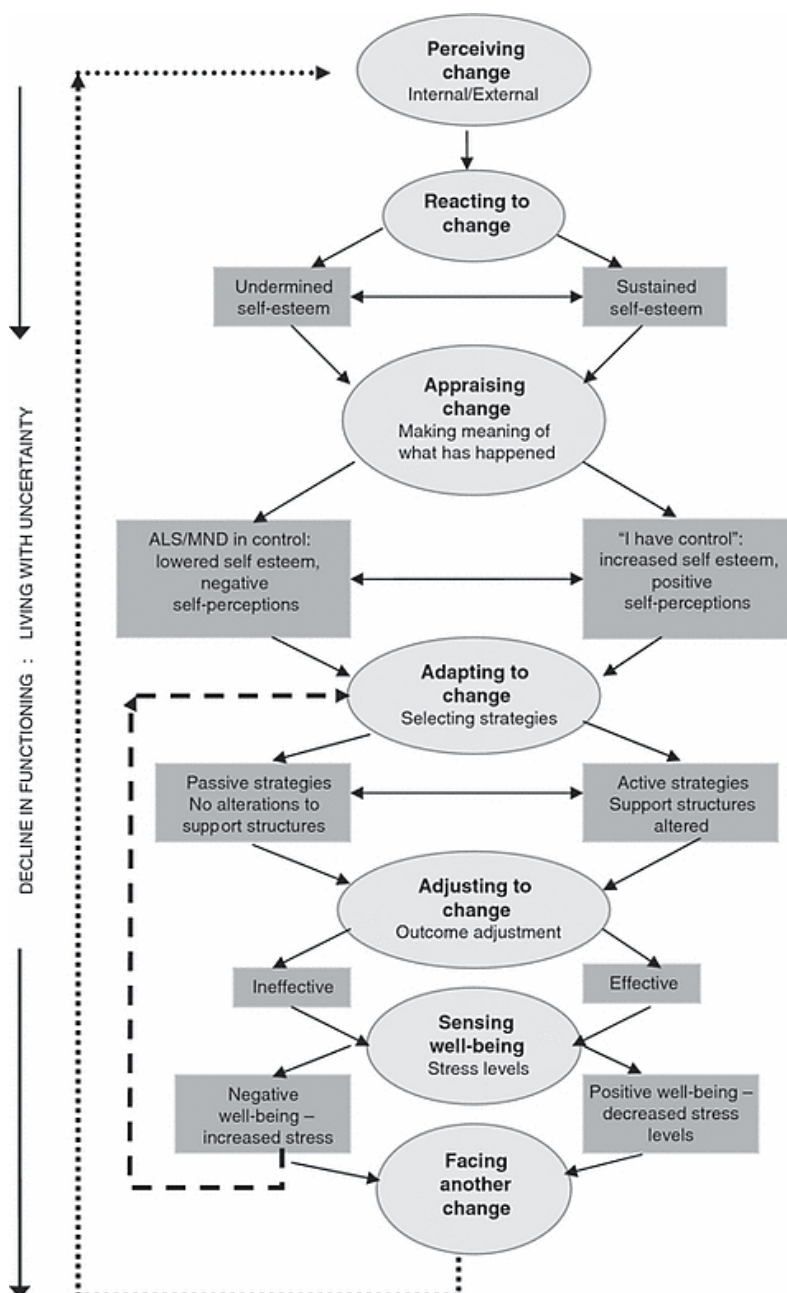 Perceiving
change
Internal/External
Reacting to
change
Undermined
self-esteem
Sustained
self-esteem
Appraising
change
Making meaning of
what has happened
ALS/MND in control:
lowered self esteem,
negative
self-perceptions
“I have control”:
increased self esteem,
positive
self-perceptions
Adapting to
change
Selecting strategies
Passive strategies
No alterations to
support structures
Active strategies
Support structures
altered
Adjusting to
change
Outcome adjustment
Ineffective
Effective
Sensing
well-being
Stress levels
Negative
well-being –
increased stress
Positive well-being –
decreased stress
levels
Facing
another
change
DECLINE IN FUNCTIONING : LIVING WITH UNCERTAINTY